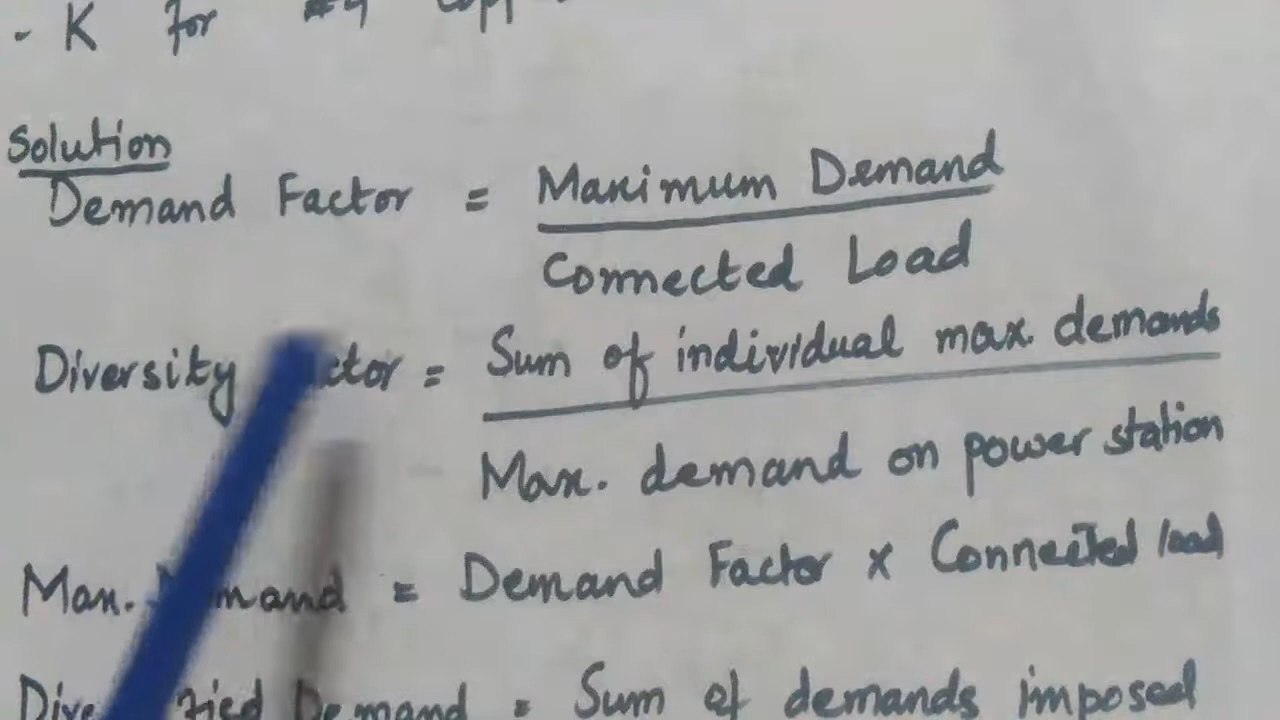 - K for #4
Solution
Demand Factor = Maximum Demand
Connected Load
Diversity = Sum of individual max. demands
Max. demand on power station
Max. = Demand Factor x Connected load
Demand = Sum of demands imposed